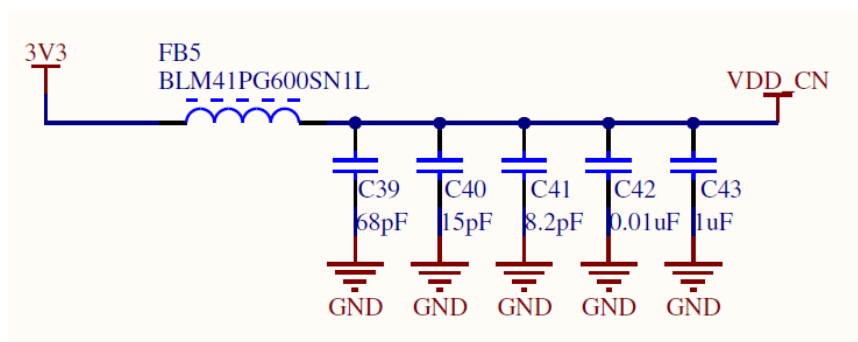 3V3
FB5
BLM41PG600SN1L
VDD_CN
C39
68pF
C40
15pF
C41
8.2pF
C42
0.01uF
C43
1uF
GND
GND
GND
GND
GND